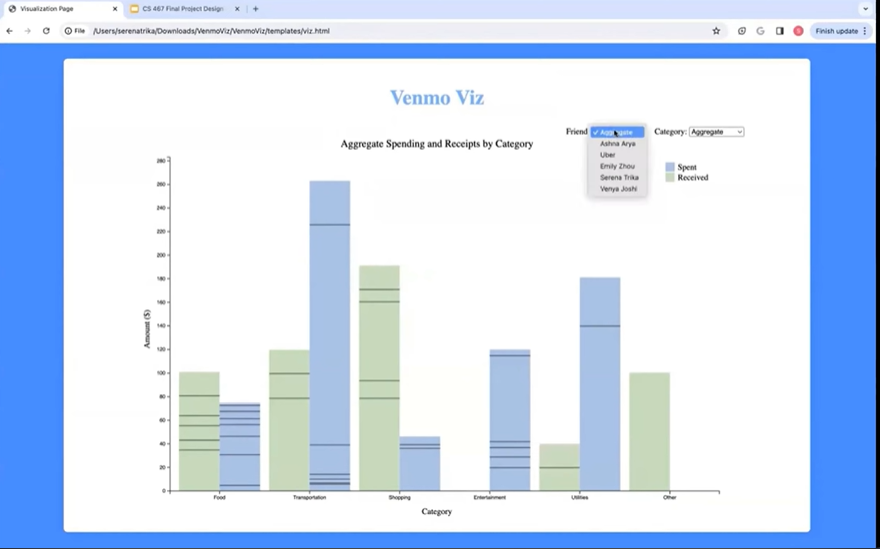 Visualization Page
CS 467 Final Project Design
File /Users/serenatrika/Downloads/VenmoViz/VenmoViz/templates/viz.html
Finish update
Venmo Viz
Friend Aggregate Category: Aggregate
Ashna Arya
Uber
Emily Zhou
Serena Trika
Venya Joshi
Aggregate Spending and Receipts by Category
Spent
Received
Amount ($)
280
260
240
220
200
180
160
140
120
100
80
60
40
20
0
Food Transportation Shopping Entertainment Utilities Other
Category